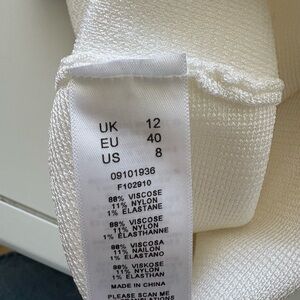 UK 12
EU 40
US 8
09101936
F102910
88% VISCOSE
11% NYLON
1% ELASTANE
88% VISCOSE
11% NYLON
1% ELASTHANNE
88% VISCOSA
11% NAILON
1% ELASTANO
88% VISKOSE
11% NYLON
1% ELASTHAN
MADE IN CHINA
PLEASE SCAN ME